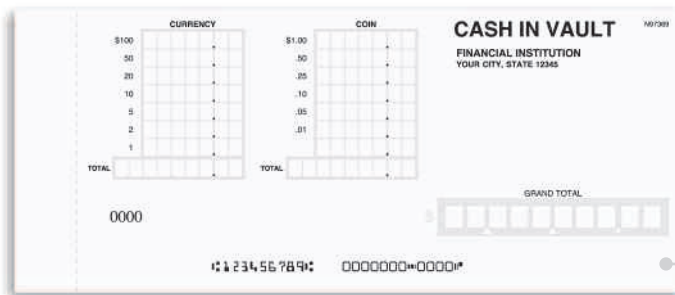 CURRENCY
$100
50
20
10
5
2
1
TOTAL
COIN
$1.00
.50
.25
.10
.05
.01
TOTAL
CASH IN VAULT
N97369
FINANCIAL INSTITUTION
YOUR CITY, STATE 12345
GRAND TOTAL
$
0000
⑆123456789⑆ 0000000⑈0000⑈